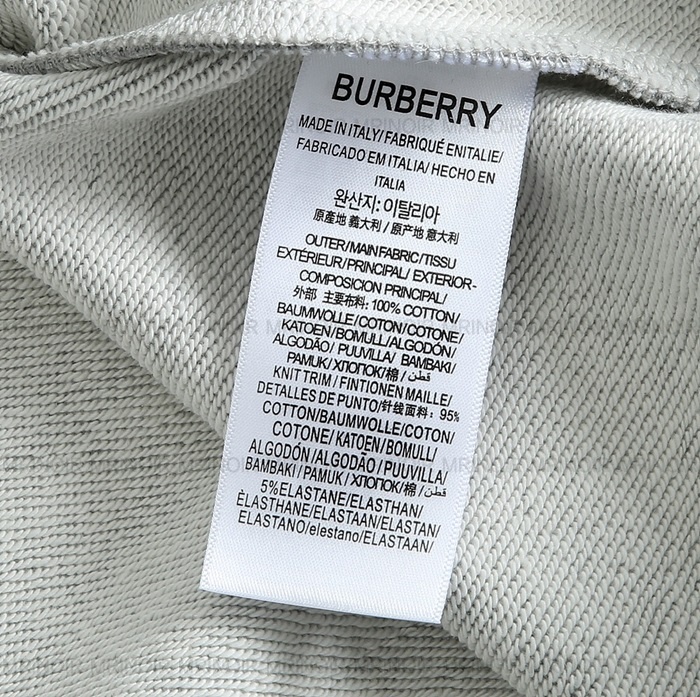 BURBERRY
MADE IN ITALY/ FABRIQUÉ ENITALIE/
FABRICADO EM ITALIA/ HECHO EN
ITALIA
완산지: 이탈리아
原產地 義大利 / 原产地 意大利
OUTER/MAIN FABRIC/TISSU
EXTÉRIEUR/PRINCIPAL/ EXTERIOR-
COMPOSICION PRINCIPAL/
外部 主要布料: 100% COTTON/
BAUMWOLLE/COTON/COTONE/
KATOEN/BOMULL/ALGODÓN/
ALGODÃO/ PUUVILLA/ BAMBAKI/
PAMUK/ХЛОПОК/棉 / قطن/
KNIT TRIM / FINTIONEN MAILLE/
DETALLES DE PUNTO/针线面料: 95%
COTTON/BAUMWOLLE/COTON/
COTONE/ KATOEN/BOMULL/
ALGODÓN/ALGODÃO/PUUVILLA/
BAMBAKI / PAMUK / ХЛОПОК/棉 / قطن/
5%ELASTANE/ELASTHAN/
ÉLASTHANE/ELASTAAN/ELASTAN/
ELASTANO/elestano/ELASTAAN/